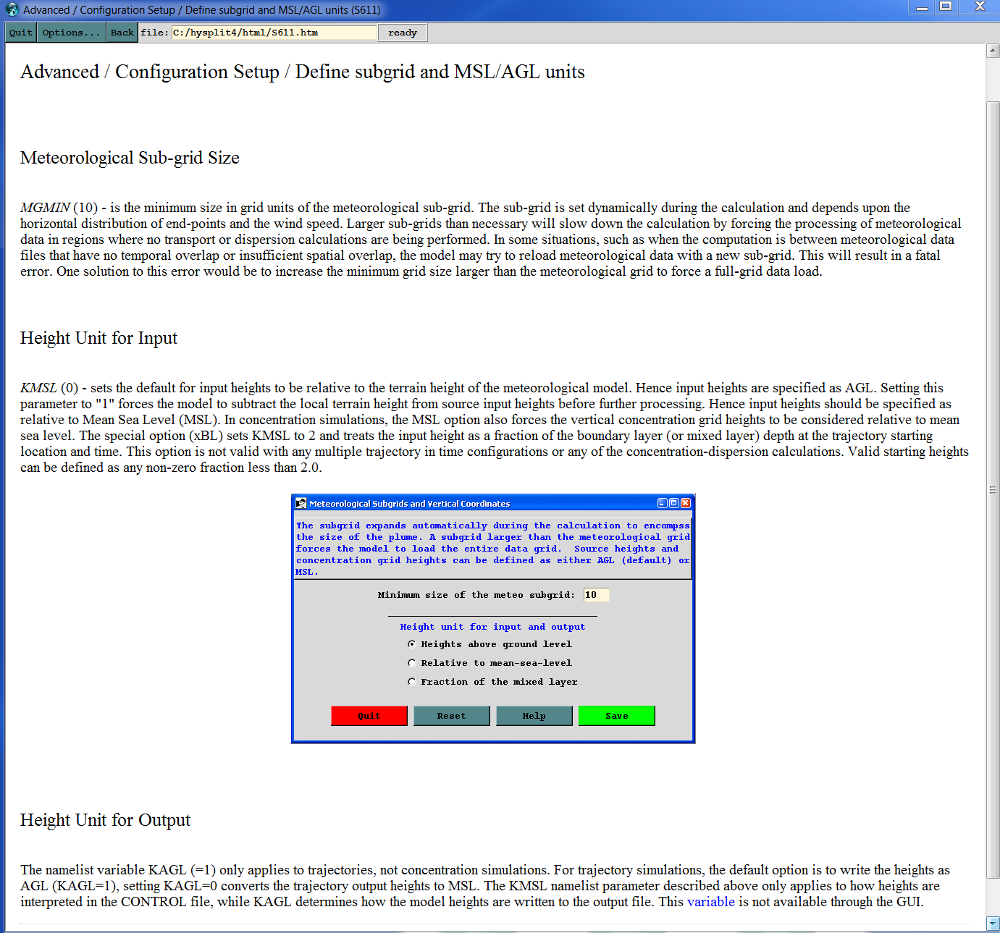 Advanced / Configuration Setup / Define subgrid and MSL/AGL units (S611)
Quit Options... Back file: C:/hysplit4/html/S611.htm ready
Advanced / Configuration Setup / Define subgrid and MSL/AGL units
Meteorological Sub-grid Size
MGMIN (10) - is the minimum size in grid units of the meteorological sub-grid. The sub-grid is set dynamically during the calculation and depends upon the
horizontal distribution of end-points and the wind speed. Larger sub-grids than necessary will slow down the calculation by forcing the processing of meteorological
data in regions where no transport or dispersion calculations are being performed. In some situations, such as when the computation is between meteorological data
files that have no temporal overlap or insufficient spatial overlap, the model may try to reload meteorological data with a new sub-grid. This will result in a fatal
error. One solution to this error would be to increase the minimum grid size larger than the meteorological grid to force a full-grid data load.
Height Unit for Input
KMSL (0) - sets the default for input heights to be relative to the terrain height of the meteorological model. Hence input heights are specified as AGL. Setting this
parameter to "1" forces the model to subtract the local terrain height from source input heights before further processing. Hence input heights should be specified as
relative to Mean Sea Level (MSL). In concentration simulations, the MSL option also forces the vertical concentration grid heights to be considered relative to mean
sea level. The special option (xBL) sets KMSL to 2 and treats the input height as a fraction of the boundary layer (or mixed layer) depth at the trajectory starting
location and time. This option is not valid with any multiple trajectory in time configurations or any of the concentration-dispersion calculations. Valid starting heights
can be defined as any non-zero fraction less than 2.0.
Meteorological Subgrids and Vertical Coordinates
The subgrid expands automatically during the calculation to encompss
the size of the plume. A subgrid larger than the meteorological grid
forces the model to load the entire data grid. Source heights and
concentration grid heights can be defined as either AGL (default) or
MSL.
Minimum size of the meteo subgrid: 10
Height unit for input and output
Heights above ground level
Relative to mean-sea-level
Fraction of the mixed layer
Quit Reset Help Save
Height Unit for Output
The namelist variable KAGL (=1) only applies to trajectories, not concentration simulations. For trajectory simulations, the default option is to write the heights as
AGL (KAGL=1), setting KAGL=0 converts the trajectory output heights to MSL. The KMSL namelist parameter described above only applies to how heights are
interpreted in the CONTROL file, while KAGL determines how the model heights are written to the output file. This variable is not available through the GUI.